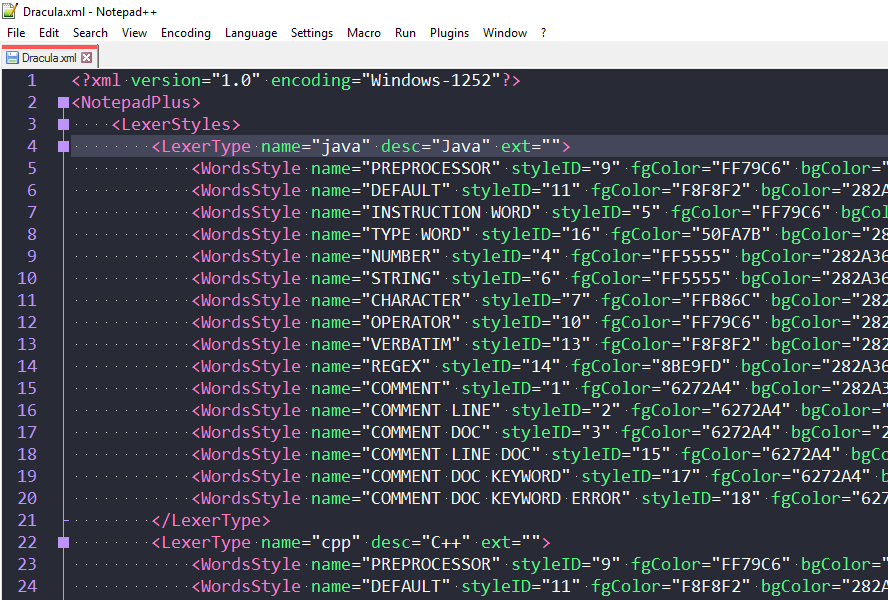 Dracula.xml - Notepad++
File Edit Search View Encoding Language Settings Macro Run Plugins Window ?
Dracula.xml
1 <?xml version="1.0" encoding="Windows-1252"?>
2 <NotepadPlus>
3 <LexerStyles>
4 <LexerType name="java" desc="Java" ext="">
5 <WordsStyle name="PREPROCESSOR" styleID="9" fgColor="FF79C6" bgColor="
6 <WordsStyle name="DEFAULT" styleID="11" fgColor="F8F8F2" bgColor="282A
7 <WordsStyle name="INSTRUCTION WORD" styleID="5" fgColor="FF79C6" bgCol
8 <WordsStyle name="TYPE WORD" styleID="16" fgColor="50FA7B" bgColor="28
9 <WordsStyle name="NUMBER" styleID="4" fgColor="FF5555" bgColor="282A36
10 <WordsStyle name="STRING" styleID="6" fgColor="FF5555" bgColor="282A36
11 <WordsStyle name="CHARACTER" styleID="7" fgColor="FFB86C" bgColor="282
12 <WordsStyle name="OPERATOR" styleID="10" fgColor="FF79C6" bgColor="282
13 <WordsStyle name="VERBATIM" styleID="13" fgColor="F8F8F2" bgColor="282
14 <WordsStyle name="REGEX" styleID="14" fgColor="8BE9FD" bgColor="282A36
15 <WordsStyle name="COMMENT" styleID="1" fgColor="6272A4" bgColor="282A3
16 <WordsStyle name="COMMENT LINE" styleID="2" fgColor="6272A4" bgColor="
17 <WordsStyle name="COMMENT DOC" styleID="3" fgColor="6272A4" bgColor="2
18 <WordsStyle name="COMMENT LINE DOC" styleID="15" fgColor="6272A4" bgCo
19 <WordsStyle name="COMMENT DOC KEYWORD" styleID="17" fgColor="6272A4" b
20 <WordsStyle name="COMMENT DOC KEYWORD ERROR" styleID="18" fgColor="627
21 </LexerType>
22 <LexerType name="cpp" desc="C++" ext="">
23 <WordsStyle name="PREPROCESSOR" styleID="9" fgColor="FF79C6" bgColor="
24 <WordsStyle name="DEFAULT" styleID="11" fgColor="F8F8F2" bgColor="282A